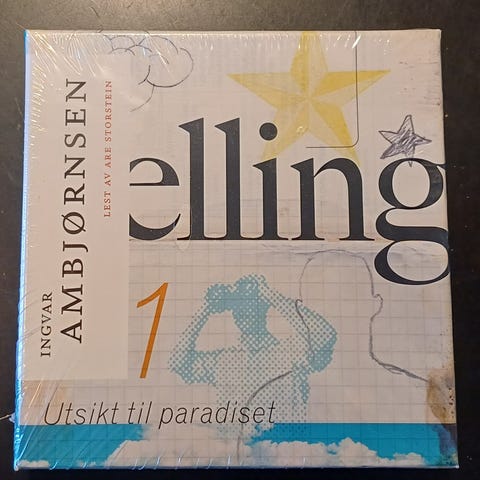 INGVAR
AMBJØRNSEN
LEST AV ARE STORSTEIN
elling
1
Utsikt til paradiset